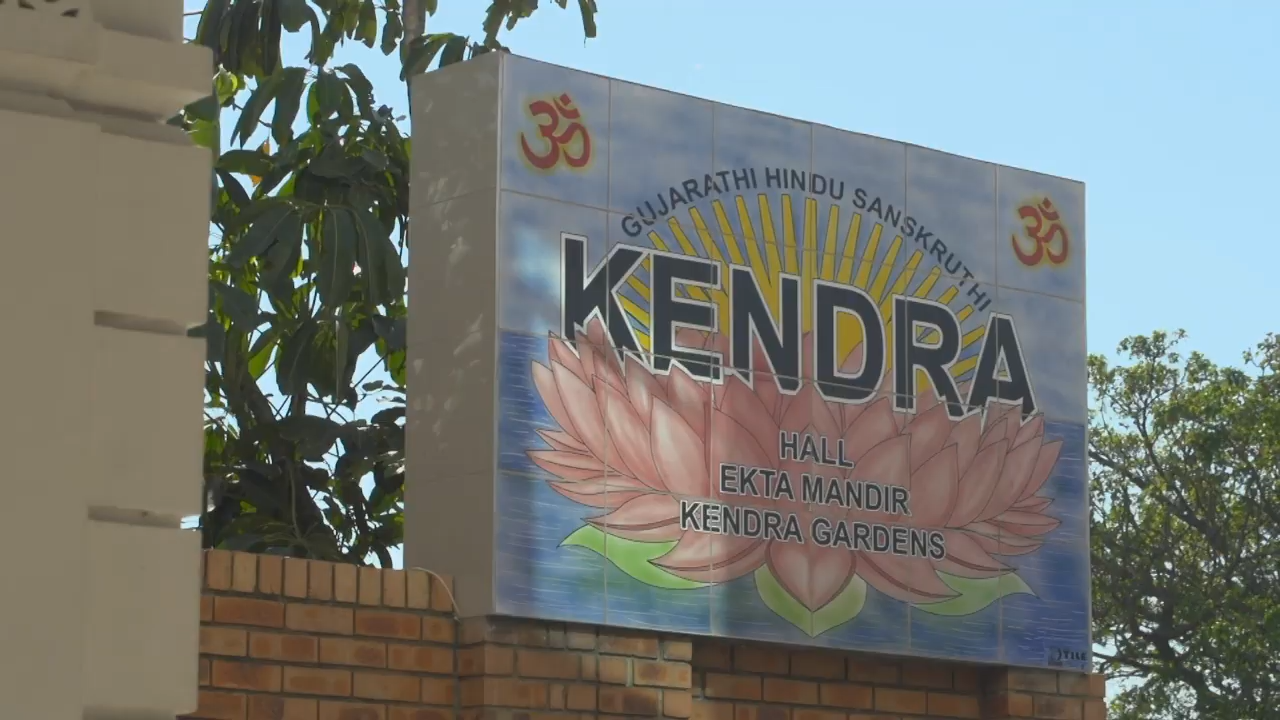 ॐ
ॐ
GUJARATHI HINDU SANSKRUTHI
KENDRA
HALL
EKTA MANDIR
KENDRA GARDENS